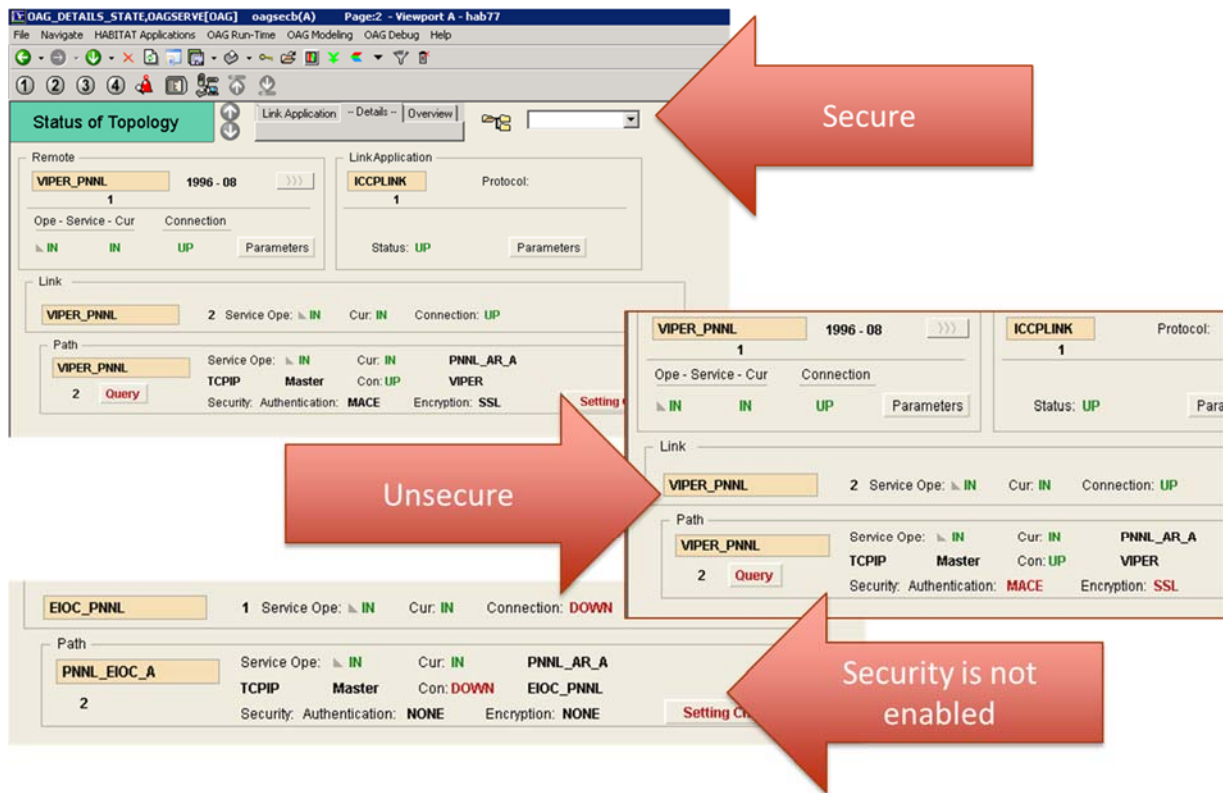 OAG_DETAILS_STATE,OAGSERVE[OAG] oagsecb(A) Page:2 - Viewport A - hab77
File Navigate HABITAT Applications OAG Run-Time OAG Modeling OAG Debug Help
1 2 3 4
Status of Topology
Link Application -- Details -- Overview
Secure
Remote
VIPER_PNNL 1996 - 08 >>>
1
Ope - Service - Cur Connection
IN IN UP Parameters
LinkApplication
ICCPLINK Protocol:
1
Status: UP Parameters
Link
VIPER_PNNL 2 Service Ope: IN Cur: IN Connection: UP
Path
VIPER_PNNL Service Ope: IN Cur: IN PNNL_AR_A
TCPIP Master Con: UP VIPER
2 Query Security: Authentication: MACE Encryption: SSL Setting
Unsecure
VIPER_PNNL 1996 - 08 >>>
1
Ope - Service - Cur Connection
IN IN UP Parameters
ICCPLINK Protocol:
1
Status: UP Para
Link
VIPER_PNNL 2 Service Ope: IN Cur: IN Connection: UP
Path
VIPER_PNNL Service Ope: IN Cur: IN PNNL_AR_A
TCPIP Master Con: UP VIPER
2 Query Security: Authentication: MACE Encryption: SSL
EIOC_PNNL 1 Service Ope: IN Cur: IN Connection: DOWN
Path
PNNL_EIOC_A Service Ope: IN Cur: IN PNNL_AR_A
TCPIP Master Con: DOWN EIOC_PNNL
2 Security: Authentication: NONE Encryption: NONE Setting
Security is not
enabled